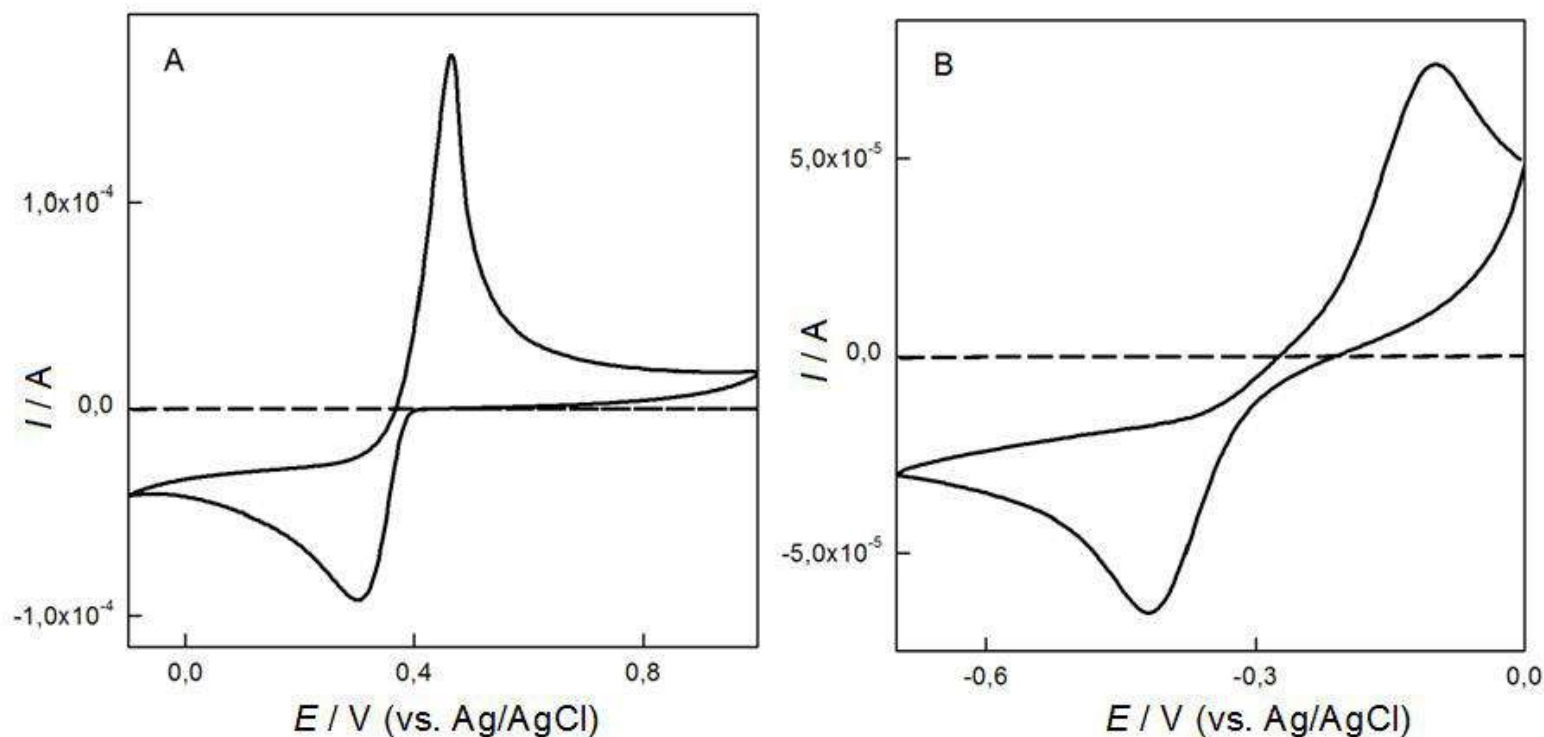 A
1,0x10⁻⁴
0,0
-1,0x10⁻⁴
I / A
0,0
0,4
0,8
E / V (vs. Ag/AgCl)
B
5,0x10⁻⁵
0,0
-5,0x10⁻⁵
I / A
-0,6
-0,3
0,0
E / V (vs. Ag/AgCl)